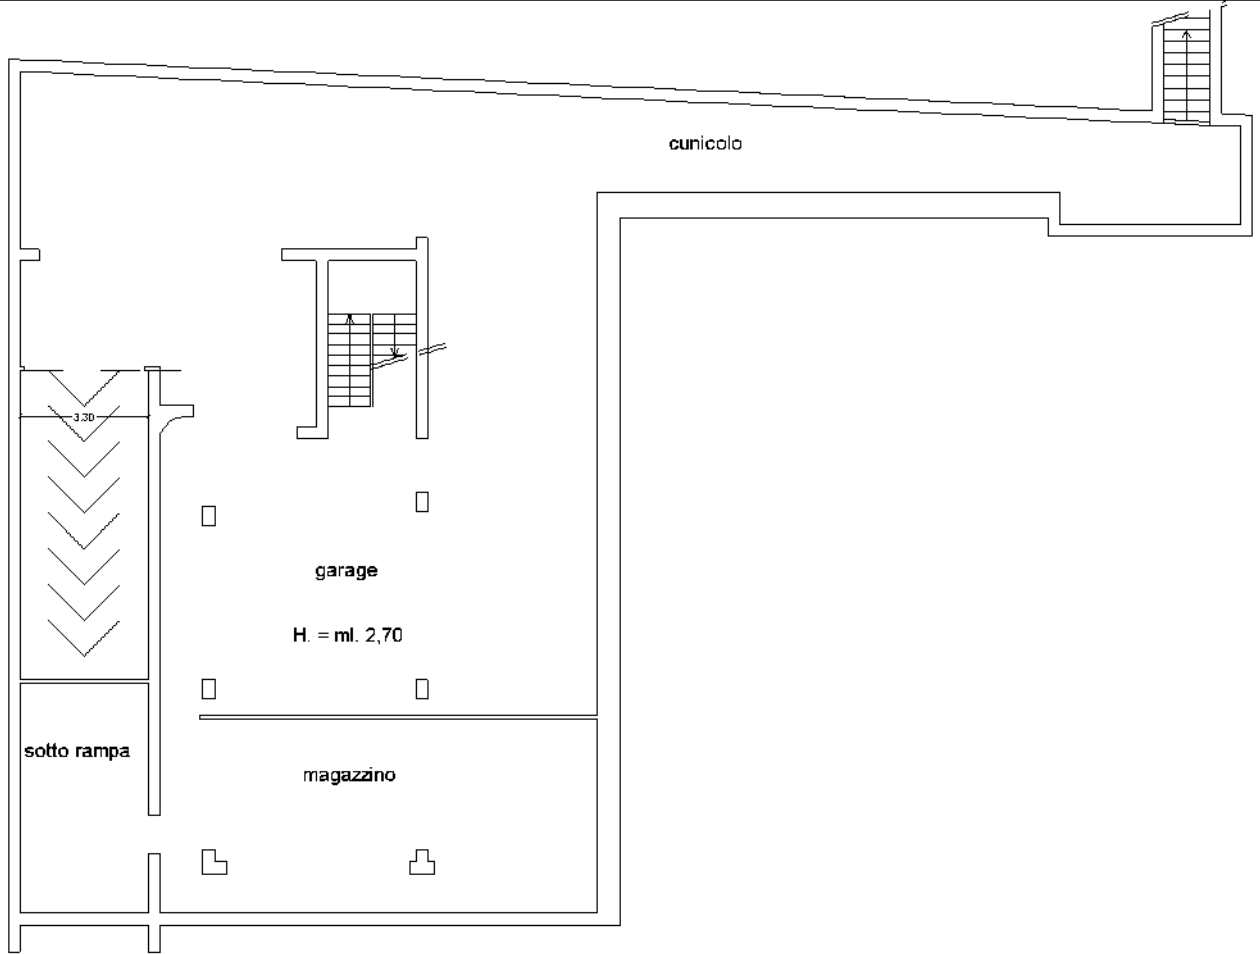 cunicolo
3.30
garage
H. = ml. 2,70
sotto rampa
magazzino